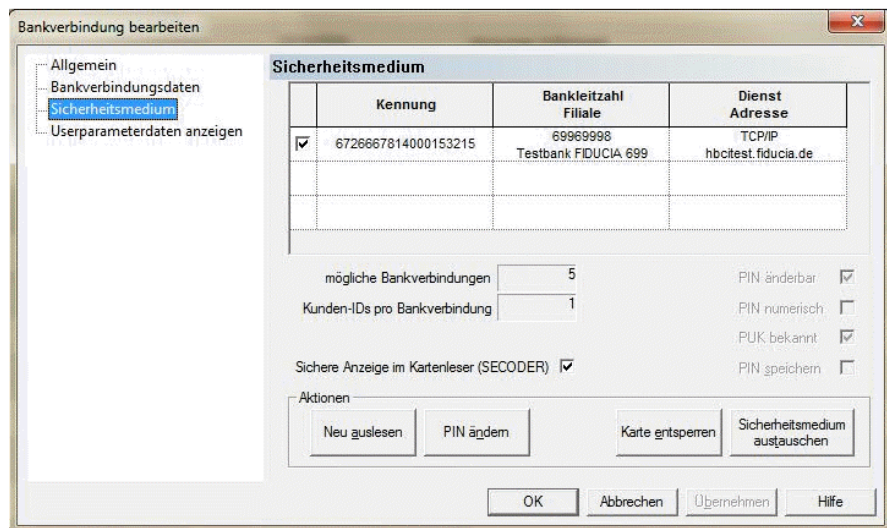 Bankverbindung bearbeiten
x
Allgemein
Bankverbindungsdaten
Sicherheitsmedium
Userparameterdaten anzeigen
Sicherheitsmedium
Kennung
Bankleitzahl
Filiale
Dienst
Adresse
6726667814000153215
69969998
Testbank FIDUCIA 699
TCP/IP
hbcitest.fiducia.de
mögliche Bankverbindungen 5
Kunden-IDs pro Bankverbindung 1
PIN änderbar
PIN numerisch
PUK bekannt
PIN speichern
Sichere Anzeige im Kartenleser (SECODER)
Aktionen
Neu auslesen
PIN ändern
Karte entsperren
Sicherheitsmedium
austauschen
OK
Abbrechen
Übernehmen
Hilfe